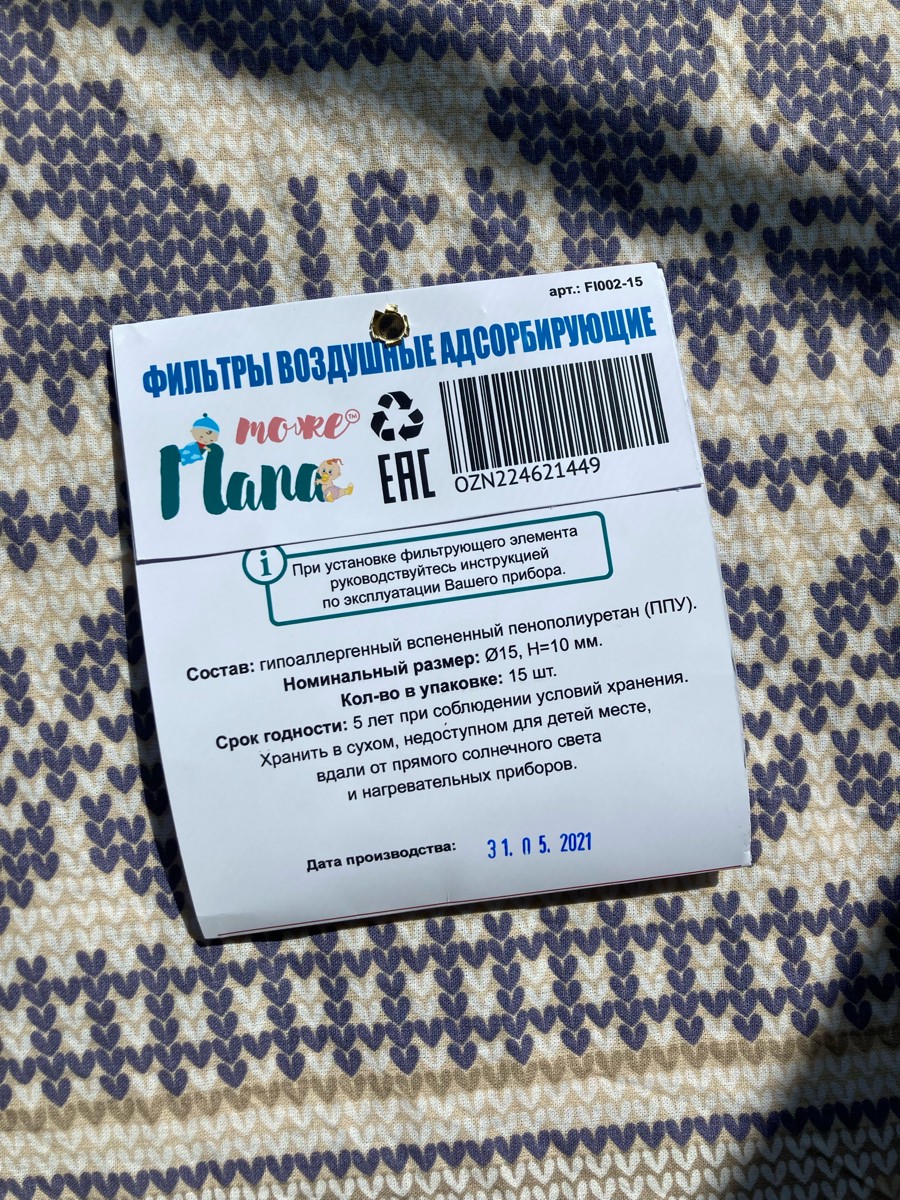 арт.: FI002-15
ФИЛЬТРЫ ВОЗДУШНЫЕ АДСОРБИРУЮЩИЕ
може™
Папа
EAC
OZN224621449
i
При установке фильтрующего элемента
руководствуйтесь инструкцией
по эксплуатации Вашего прибора.
Состав: гипоаллергенный вспененный пенополиуретан (ППУ).
Номинальный размер: Ø15, H=10 мм.
Кол-во в упаковке: 15 шт.
Срок годности: 5 лет при соблюдении условий хранения.
Хранить в сухом, недоступном для детей месте,
вдали от прямого солнечного света
и нагревательных приборов.
Дата производства: 31.05.2021